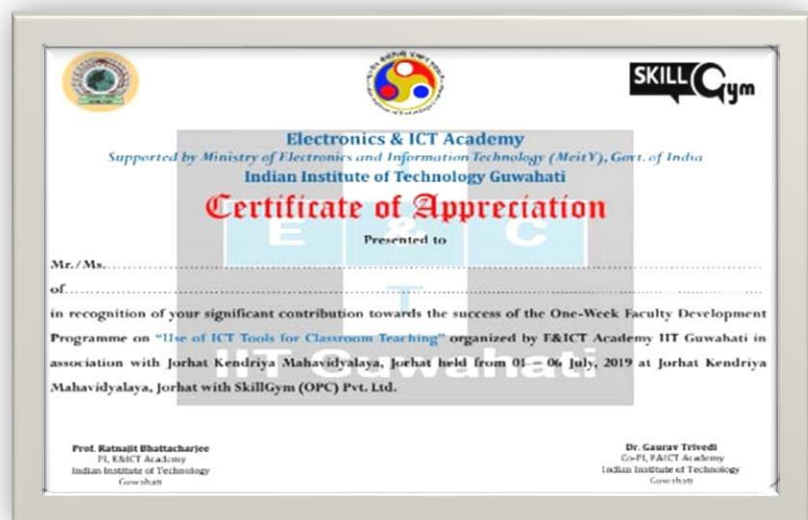 SKILL Gym
Electronics & ICT Academy
Supported by Ministry of Electronics and Information Technology (MeitY), Govt. of India
Indian Institute of Technology Guwahati
Certificate of Appreciation
Presented to
E & C
Mr./Ms.
of
T
in recognition of your significant contribution towards the success of the One-Week Faculty Development
Programme on "Use of ICT Tools for Classroom Teaching" organized by E&ICT Academy IIT Guwahati in
association with Jorhat Kendriya Mahavidyalaya, Jorhat held from 01 – 06 July, 2019 at Jorhat Kendriya
IIT Guwahati
Mahavidyalaya, Jorhat with SkillGym (OPC) Pvt. Ltd.
Prof. Ratnajit Bhattacharjee
PI, E&ICT Academy
Indian Institute of Technology
Guwahati
Dr. Gaurav Trivedi
Co-PI, E&ICT Academy
Indian Institute of Technology
Guwahati